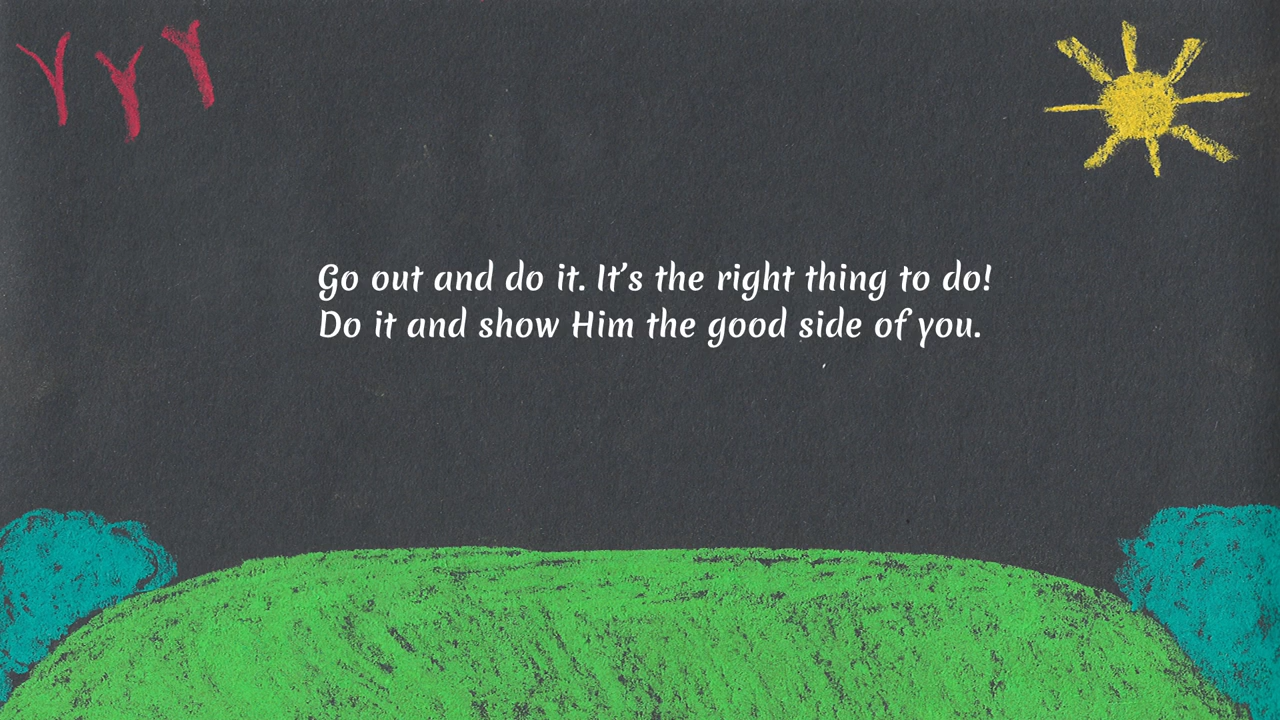 Go out and do it. It’s the right thing to do!
Do it and show Him the good side of you.